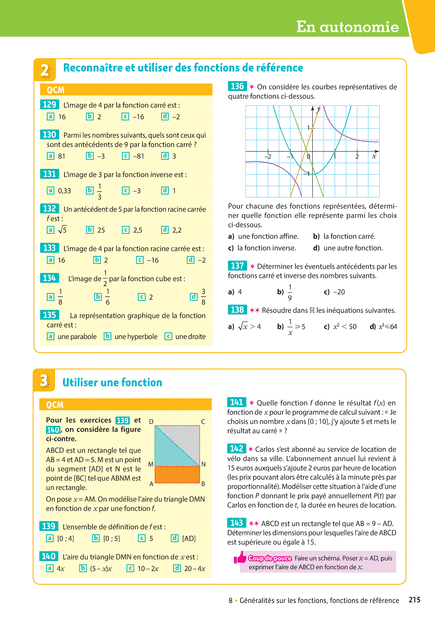 En autonomie
2 Reconnaître et utiliser des fonctions de référence
QCM
129 L'image de 4 par la fonction carré est :
a 16 b 2 c –16 d –2
130 Parmi les nombres suivants, quels sont ceux qui
sont des antécédents de 9 par la fonction carré ?
a 81 b –3 c –81 d 3
131 L'image de 3 par la fonction inverse est :
a 0,33 b 1/3 c –3 d 1
132 Un antécédent de 5 par la fonction racine carrée
f est :
a √5 b 25 c 2,5 d 2,2
133 L'image de 4 par la fonction racine carrée est :
a 16 b 2 c –16 d –2
134 L'image de 1/2 par la fonction cube est :
a 1/8 b 1/6 c 2 d 3/8
135 La représentation graphique de la fonction
carré est :
a une parabole b une hyperbole c une droite
136 * On considère les courbes représentatives de
quatre fonctions ci-dessous.
y
1
–2 –1 0 1 2 x
–1
Pour chacune des fonctions représentées, détermi-
ner quelle fonction elle représente parmi les choix
ci-dessous.
a) une fonction affine. b) la fonction carré.
c) la fonction inverse. d) une autre fonction.
137 * Déterminer les éventuels antécédents par les
fonctions carré et inverse des nombres suivants.
a) 4 b) 1/9 c) –20
138 ** Résoudre dans ℝ les inéquations suivantes.
a) √x > 4 b) 1/x ⩾ 5 c) x² < 50 d) x²⩽64
3 Utiliser une fonction
QCM
Pour les exercices 139 et
140, on considère la figure
ci-contre.
ABCD est un rectangle tel que
AB = 4 et AD = 5. M est un point
du segment [AD] et N est le
point de [BC] tel que ABNM est
un rectangle.
On pose x = AM. On modélise l'aire du triangle DMN
en fonction de x par une fonction f.
D C
M N
A B
139 L'ensemble de définition de f est :
a [0 ; 4] b [0 ; 5] c 5 d [AD]
140 L'aire du triangle DMN en fonction de x est :
a 4x b (5 – x)x c 10 – 2x d 20 – 4x
141 * Quelle fonction f donne le résultat f(x) en
fonction de x pour le programme de calcul suivant : « Je
choisis un nombre x dans [0 ; 10], j'y ajoute 5 et mets le
résultat au carré » ?
142 * Carlos s'est abonné au service de location de
vélo dans sa ville. L'abonnement annuel lui revient à
15 euros auxquels s'ajoute 2 euros par heure de location
(les prix pouvant alors être calculés à la minute près par
proportionnalité). Modéliser cette situation à l'aide d'une
fonction P donnant le prix payé annuellement P(t) par
Carlos en fonction de t, la durée en heures de location.
143 ** ABCD est un rectangle tel que AB = 9 – AD.
Déterminer les dimensions pour lesquelles l'aire de ABCD
est supérieure ou égale à 15.
Coup de pouce Faire un schéma. Poser x = AD, puis
exprimer l'aire de ABCD en fonction de x.
8 • Généralités sur les fonctions, fonctions de référence 215